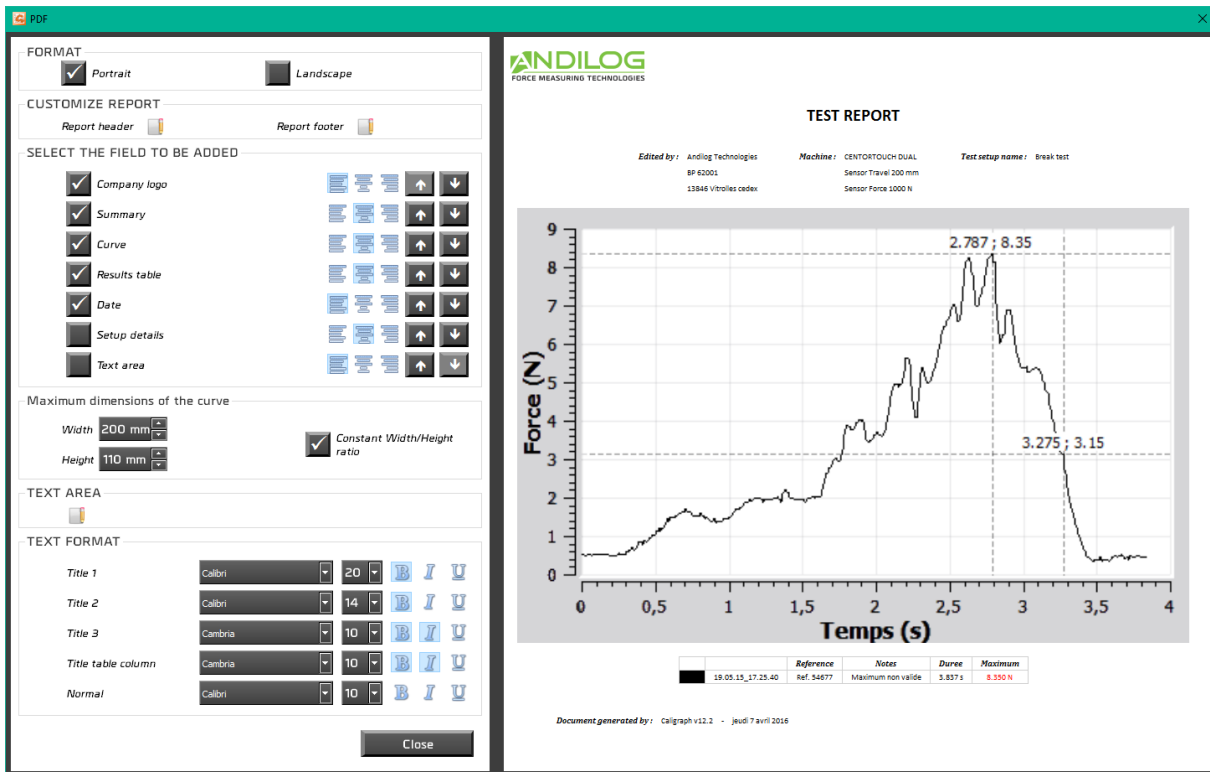 PDF
FORMAT
Portrait
Landscape
CUSTOMIZE REPORT
Report header
Report footer
SELECT THE FIELD TO BE ADDED
Company logo
Summary
Curve
Results table
Date
Setup details
Text area
Maximum dimensions of the curve
Width 200 mm
Height 110 mm
Constant Width/Height
ratio
TEXT AREA
TEXT FORMAT
Title 1 Calibri 20 B I U
Title 2 Calibri 14 B I U
Title 3 Cambria 10 B I U
Title table column Cambria 10 B I U
Normal Calibri 10 B I U
Close
ANDILOG
FORCE MEASURING TECHNOLOGIES
TEST REPORT
Edited by : Andilog Technologies Machine : CENTORTOUCH DUAL Test setup name : Break test
BP 62001 Sensor Travel 200 mm
13846 Vitrolles cedex Sensor Force 1000 N
2.787 ; 8.35
3.275 ; 3.15
9
8
7
6
5
4
3
2
1
0
Force (N)
0 0,5 1 1,5 2 2,5 3 3,5 4
Temps (s)
Reference Notes Duree Maximum
19.05.15_17.25.40 Ref. 54677 Maximum non valide 3.837 s 8.350 N
Document generated by : Caligraph v12.2 - jeudi 7 avril 2016